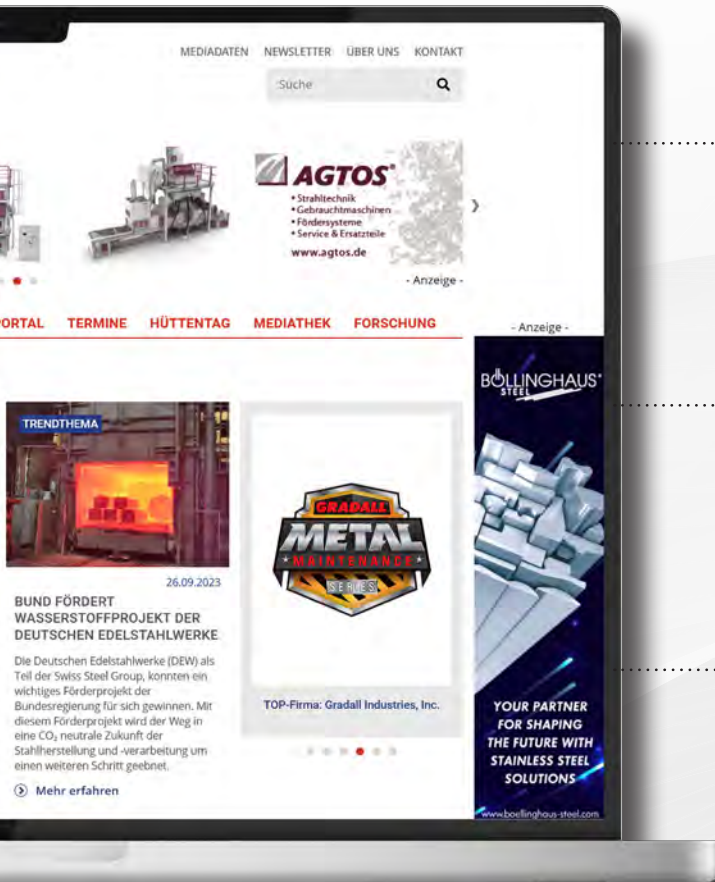 MEDIADATEN NEWSLETTER ÜBER UNS KONTAKT
Suche
AGTOS®
• Strahltechnik
• Gebrauchtmaschinen
• Fördersysteme
• Service & Ersatzteile
www.agtos.de
- Anzeige -
PORTAL TERMINE HÜTTENTAG MEDIATHEK FORSCHUNG
- Anzeige -
BÖLLINGHAUS®
STEEL
TRENDTHEMA
GRADALL
METAL
MAINTENANCE
SERIES
26.09.2023
BUND FÖRDERT
WASSERSTOFFPROJEKT DER
DEUTSCHEN EDELSTAHLWERKE
Die Deutschen Edelstahlwerke (DEW) als
Teil der Swiss Steel Group, konnten ein
wichtiges Förderprojekt der
Bundesregierung für sich gewinnen. Mit
diesem Förderprojekt wird der Weg in
eine CO₂ neutrale Zukunft der
Stahlherstellung und -verarbeitung um
einen weiteren Schritt geebnet.
Mehr erfahren
TOP-Firma: Gradall Industries, Inc.
YOUR PARTNER
FOR SHAPING
THE FUTURE WITH
STAINLESS STEEL
SOLUTIONS
www.boellinghaus-steel.com